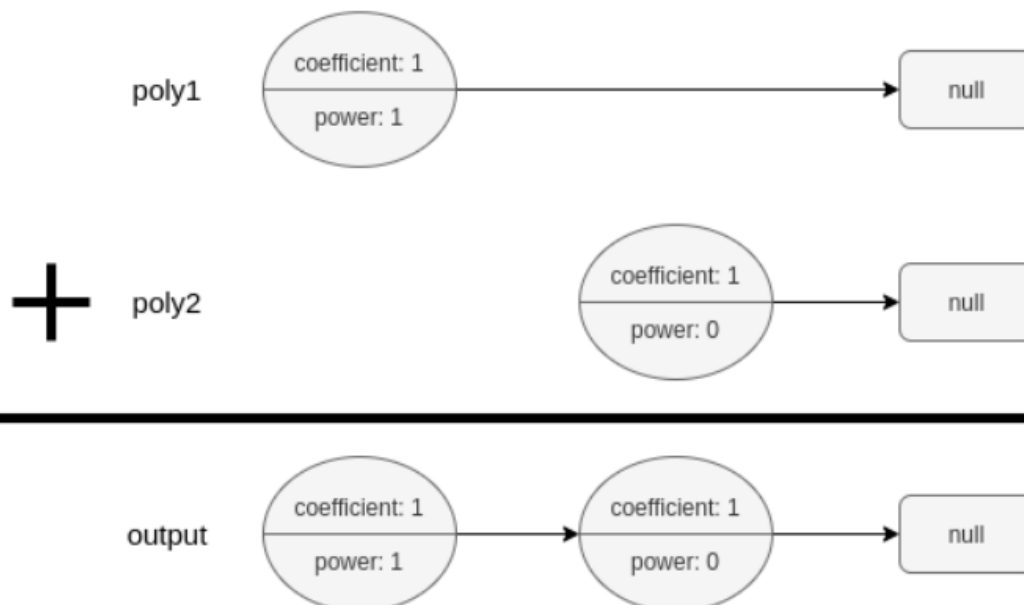 coefficient: 1
poly1
null
power: 1
coefficient: 1
+ poly2
null
power: 0
coefficient: 1
coefficient: 1
output
null
power: 1
power: 0